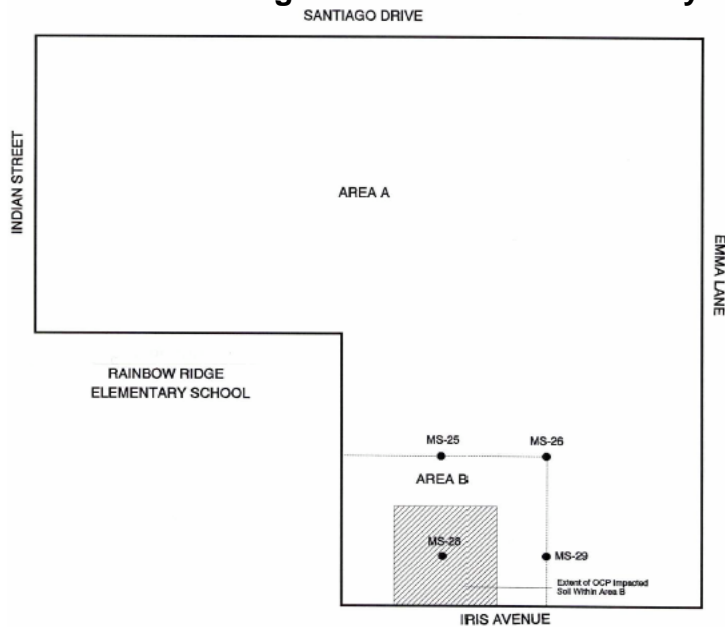 SANTIAGO DRIVE
INDIAN STREET
AREA A
EMMA LANE
RAINBOW RIDGE
ELEMENTARY SCHOOL
MS-25
MS-26
AREA B
MS-28
MS-29
Extent of OCP Impacted
Soil Within Area B
IRIS AVENUE